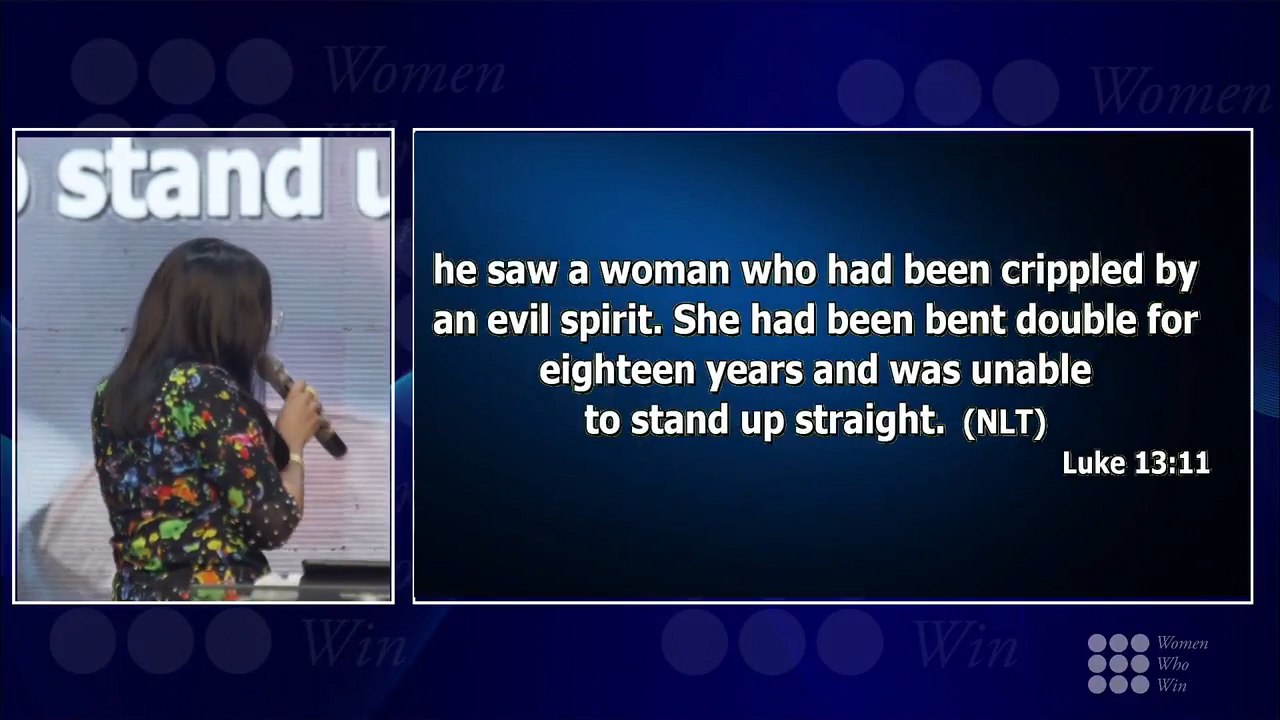 Women
Women
stand u
he saw a woman who had been crippled by
an evil spirit. She had been bent double for
eighteen years and was unable
to stand up straight. (NLT)
Luke 13:11
Win
Win
Women
Who
Win